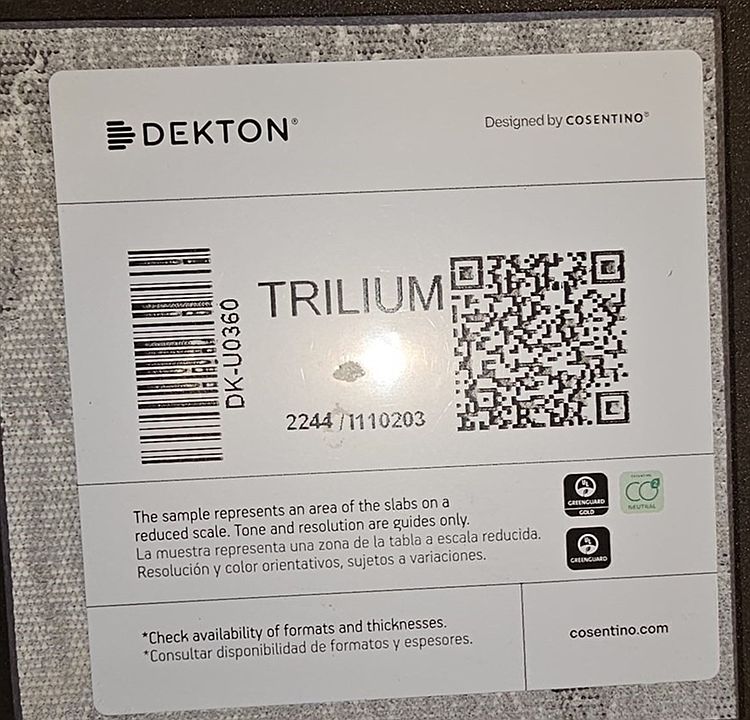 DEKTON®
Designed by COSENTINO®
DK-U0360
TRILIUM
2244 / 1110203
The sample represents an area of the slabs on a
reduced scale. Tone and resolution are guides only.
La muestra representa una zona de la tabla a escala reducida.
Resolución y color orientativos, sujetos a variaciones.
UL
GREENGUARD
GOLD
CO2
NEUTRAL
UL
GREENGUARD
*Check availability of formats and thicknesses.
*Consultar disponibilidad de formatos y espesores.
cosentino.com